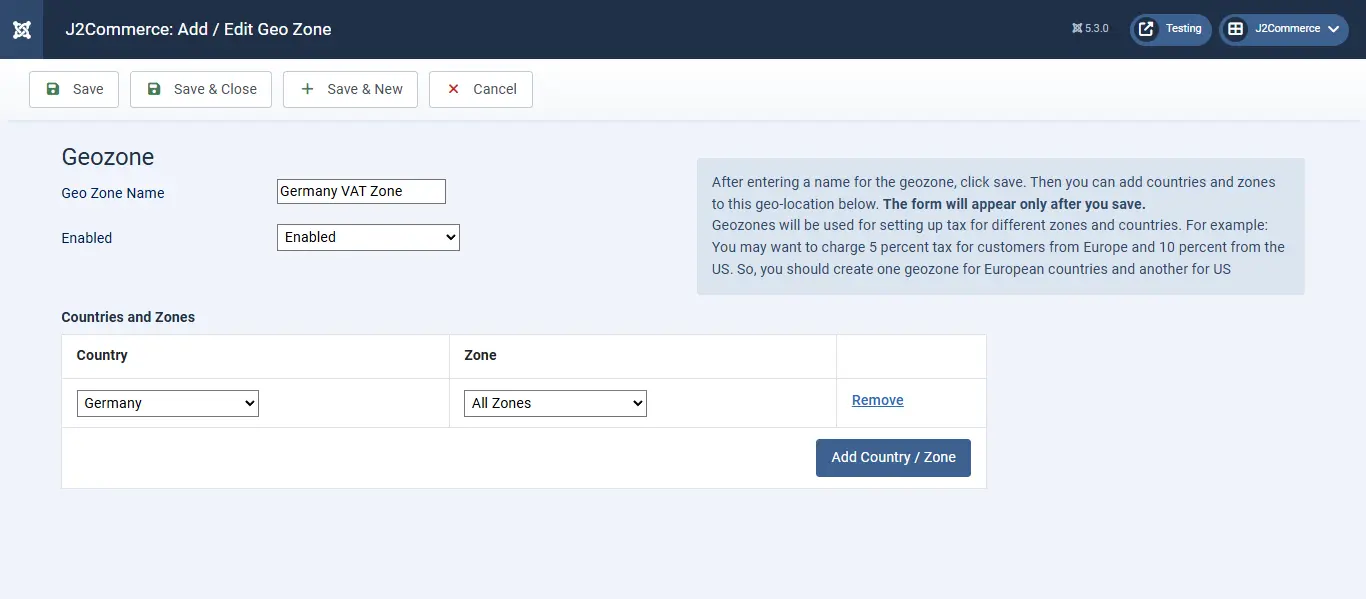 J2Commerce: Add / Edit Geo Zone
5.3.0
Testing
J2Commerce
Save
Save & Close
Save & New
Cancel
Geozone
Geo Zone Name
Germany VAT Zone
Enabled
Enabled
After entering a name for the geozone, click save. Then you can add countries and zones
to this geo-location below. The form will appear only after you save.
Geozones will be used for setting up tax for different zones and countries. For example:
You may want to charge 5 percent tax for customers from Europe and 10 percent from the
US. So, you should create one geozone for European countries and another for US
Countries and Zones
Country
Zone
Germany
All Zones
Remove
Add Country / Zone